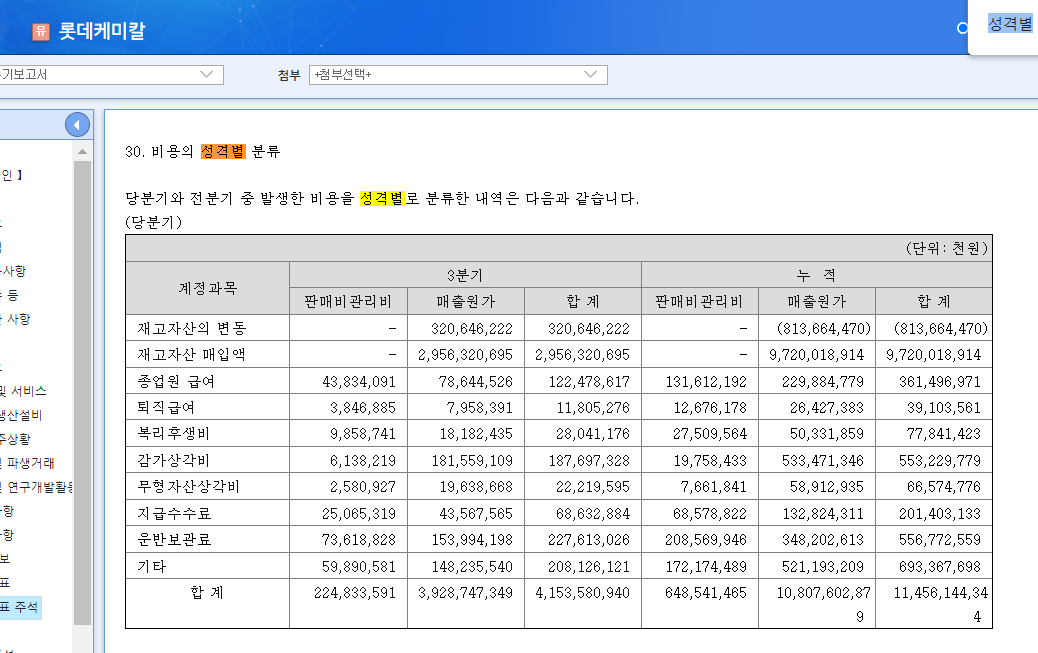 유 롯데케미칼
성격별
기보고서
첨부 +첨부선택+
인 】
사항
등
사항
및 서비스
생산설비
주상황
파생거래
연구개발활동
항
항
보
표
표 주석
30. 비용의 성격별 분류
당분기와 전분기 중 발생한 비용을 성격별로 분류한 내역은 다음과 같습니다.
(당분기)
(단위: 천원)
계정과목 3분기 누 적
판매비관리비 매출원가 합 계 판매비관리비 매출원가 합 계
재고자산의 변동 – 320,646,222 320,646,222 – (813,664,470) (813,664,470)
재고자산 매입액 – 2,956,320,695 2,956,320,695 – 9,720,018,914 9,720,018,914
종업원 급여 43,834,091 78,644,526 122,478,617 131,612,192 229,884,779 361,496,971
퇴직급여 3,846,885 7,958,391 11,805,276 12,676,178 26,427,383 39,103,561
복리후생비 9,858,741 18,182,435 28,041,176 27,509,564 50,331,859 77,841,423
감가상각비 6,138,219 181,559,109 187,697,328 19,758,433 533,471,346 553,229,779
무형자산상각비 2,580,927 19,638,668 22,219,595 7,661,841 58,912,935 66,574,776
지급수수료 25,065,319 43,567,565 68,632,884 68,578,822 132,824,311 201,403,133
운반보관료 73,618,828 153,994,198 227,613,026 208,569,946 348,202,613 556,772,559
기타 59,890,581 148,235,540 208,126,121 172,174,489 521,193,209 693,367,698
합 계 224,833,591 3,928,747,349 4,153,580,940 648,541,465 10,807,602,879 11,456,144,344